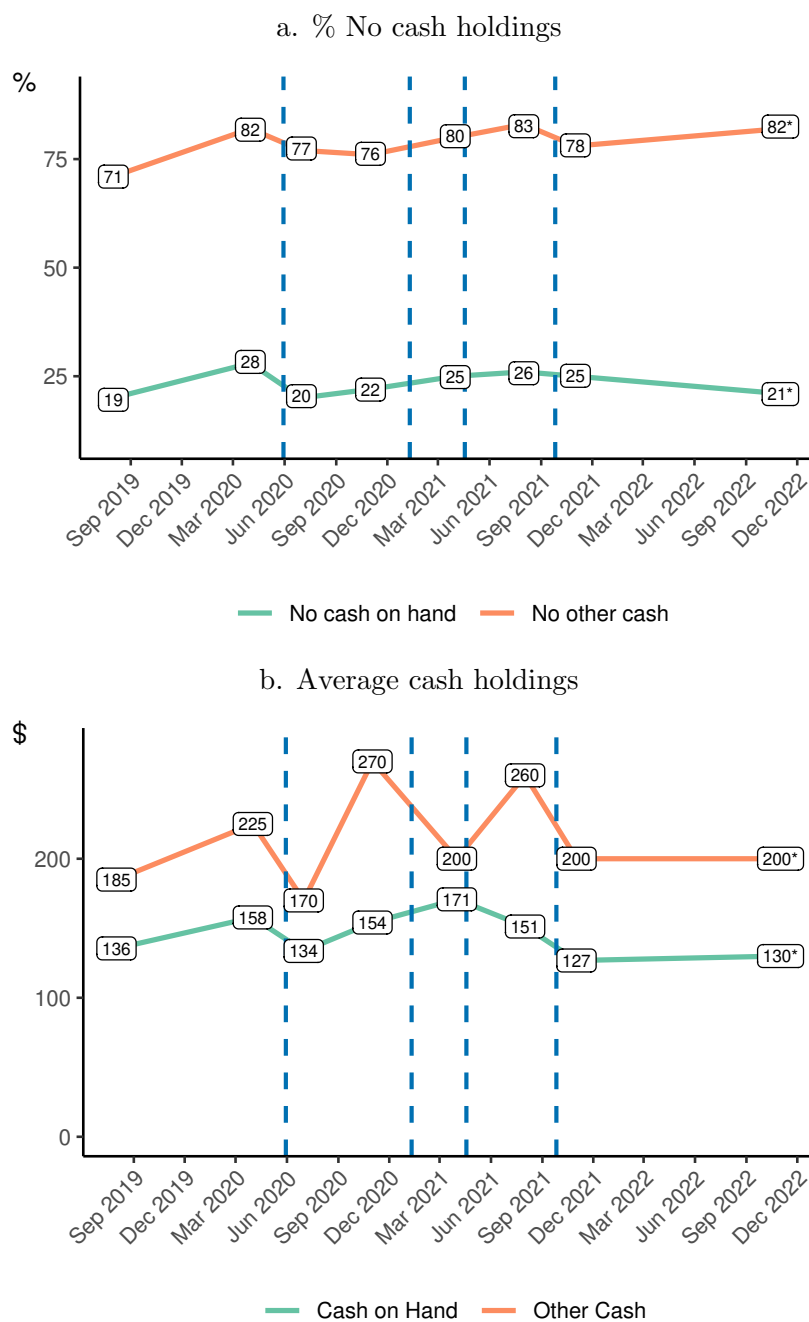 a. % No cash holdings
%
82
83
82*
80
77
76
78
75
71
50
28
26
25
25
25
22
20
19
21*
Sep 2019
Dec 2019
Mar 2020
Jun 2020
Sep 2020
Dec 2020
Mar 2021
Jun 2021
Sep 2021
Dec 2021
Mar 2022
Jun 2022
Sep 2022
Dec 2022
No cash on hand No other cash
b. Average cash holdings
$
270
260
225
200
200
200
200*
185
170
171
158
154
151
136
134
127
130*
100
0
Sep 2019
Dec 2019
Mar 2020
Jun 2020
Sep 2020
Dec 2020
Mar 2021
Jun 2021
Sep 2021
Dec 2021
Mar 2022
Jun 2022
Sep 2022
Dec 2022
Cash on Hand Other Cash